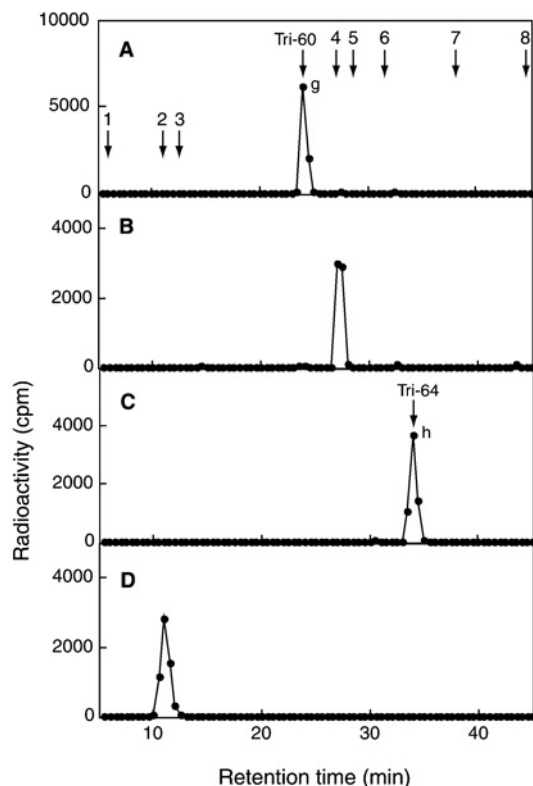 A
Tri-60 4 5 6 7 8
g
1 2 3
10000
5000
0
B
4000
2000
0
C
Tri-64
h
4000
2000
0
D
4000
2000
0
10 20 30 40
Radioactivity (cpm)
Retention time (min)